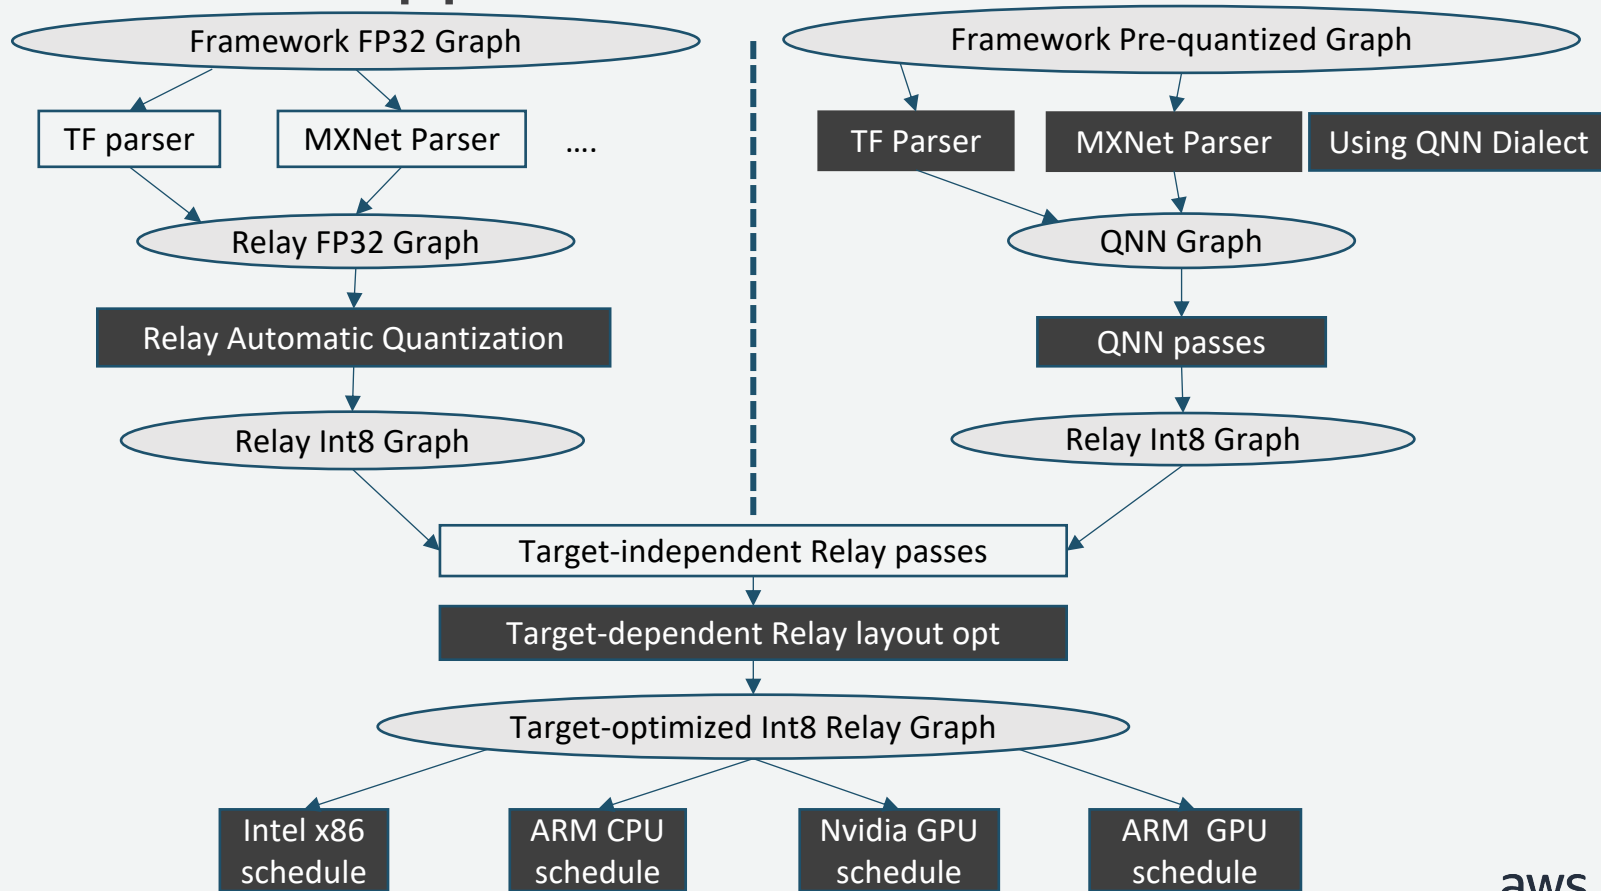 Framework FP32 Graph
Framework Pre-quantized Graph
TF parser
MXNet Parser
....
TF Parser
MXNet Parser
Using QNN Dialect
Relay FP32 Graph
QNN Graph
Relay Automatic Quantization
QNN passes
Relay Int8 Graph
Relay Int8 Graph
Target-independent Relay passes
Target-dependent Relay layout opt
Target-optimized Int8 Relay Graph
Intel x86
schedule
ARM CPU
schedule
Nvidia GPU
schedule
ARM GPU
schedule
aws